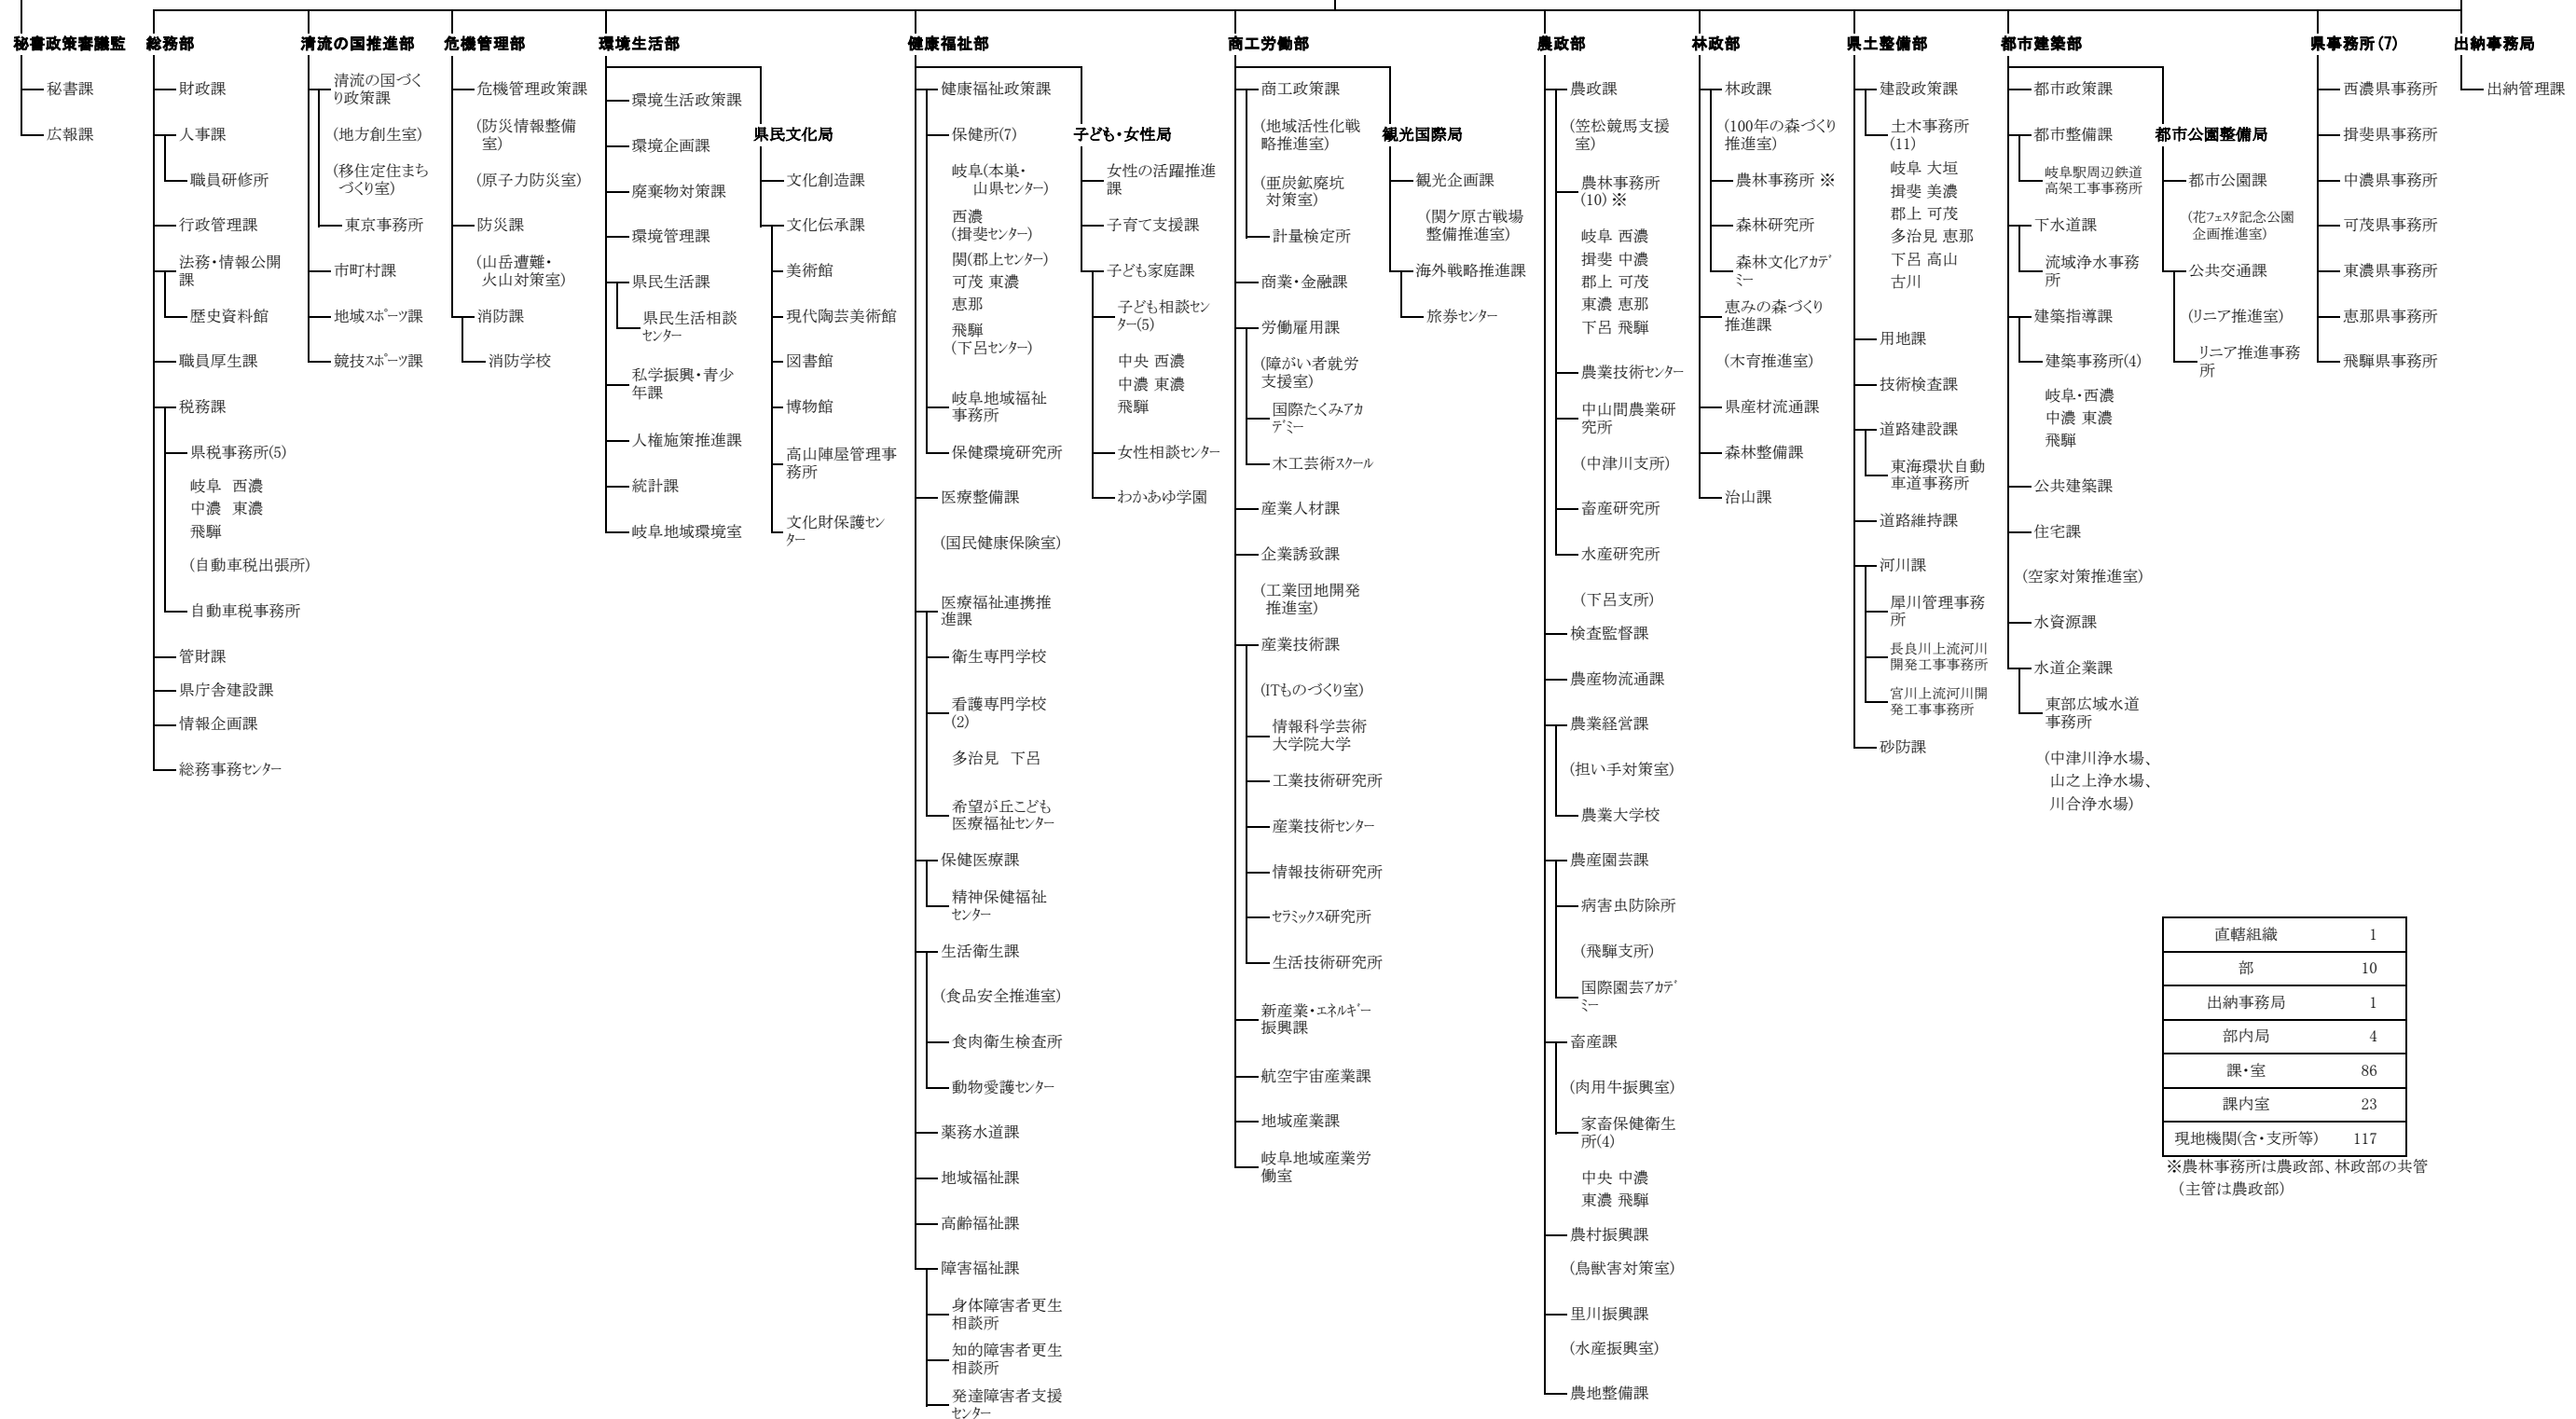 秘書政策審議監
秘書課
広報課
総務部
財政課
人事課
職員研修所
行政管理課
法務・情報公開
課
歴史資料館
職員厚生課
税務課
県税事務所(5)
岐阜 西濃
中濃 東濃
飛騨
(自動車税出張所)
自動車税事務所
管財課
県庁舎建設課
情報企画課
総務事務ｾﾝﾀｰ
清流の国推進部
清流の国づく
り政策課
(地方創生室)
(移住定住まち
づくり室)
東京事務所
市町村課
地域ｽﾎﾟｰﾂ課
競技ｽﾎﾟｰﾂ課
危機管理部
危機管理政策課
(防災情報整備
室)
(原子力防災室)
防災課
(山岳遭難・
火山対策室)
消防課
消防学校
環境生活部
環境生活政策課
環境企画課
廃棄物対策課
環境管理課
県民生活課
県民生活相談
ｾﾝﾀｰ
私学振興・青少
年課
人権施策推進課
統計課
岐阜地域環境室
県民文化局
文化創造課
文化伝承課
美術館
現代陶芸美術館
図書館
博物館
高山陣屋管理事
務所
文化財保護ｾﾝ
ﾀｰ
健康福祉部
健康福祉政策課
保健所(7)
岐阜(本巣・
山県ｾﾝﾀｰ)
西濃
(揖斐ｾﾝﾀｰ)
関(郡上ｾﾝﾀｰ)
可茂 東濃
恵那
飛騨
(下呂ｾﾝﾀｰ)
岐阜地域福祉
事務所
保健環境研究所
医療整備課
(国民健康保険室)
医療福祉連携推
進課
衛生専門学校
看護専門学校
(2)
多治見 下呂
希望が丘こども
医療福祉ｾﾝﾀｰ
保健医療課
精神保健福祉
ｾﾝﾀｰ
生活衛生課
(食品安全推進室)
食肉衛生検査所
動物愛護ｾﾝﾀｰ
薬務水道課
地域福祉課
高齢福祉課
障害福祉課
身体障害者更生
相談所
知的障害者更生
相談所
発達障害者支援
ｾﾝﾀｰ
子ども・女性局
女性の活躍推進
課
子育て支援課
子ども家庭課
子ども相談ｾﾝ
ﾀｰ(5)
中央 西濃
中濃 東濃
飛騨
女性相談ｾﾝﾀｰ
わかあゆ学園
商工労働部
商工政策課
(地域活性化戦
略推進室)
(亜炭鉱廃坑
対策室)
計量検定所
商業・金融課
労働雇用課
(障がい者就労
支援室)
国際たくみｱｶ
ﾃﾞﾐｰ
木工芸術ｽｸｰﾙ
産業人材課
企業誘致課
(工業団地開発
推進室)
産業技術課
(ITものづくり室)
情報科学芸術
大学院大学
工業技術研究所
産業技術ｾﾝﾀｰ
情報技術研究所
ｾﾗﾐｯｸｽ研究所
生活技術研究所
新産業・ｴﾈﾙｷﾞｰ
振興課
航空宇宙産業課
地域産業課
岐阜地域産業労
働室
観光国際局
観光企画課
(関ケ原古戦場
整備推進室)
海外戦略推進課
旅券ｾﾝﾀｰ
農政部
農政課
(笠松競馬支援
室)
農林事務所
(10) ※
岐阜 西濃
揖斐 中濃
郡上 可茂
東濃 恵那
下呂 飛騨
農業技術ｾﾝﾀｰ
中山間農業研
究所
(中津川支所)
畜産研究所
水産研究所
(下呂支所)
検査監督課
農産物流通課
農業経営課
(担い手対策室)
農業大学校
農産園芸課
病害虫防除所
(飛騨支所)
国際園芸ｱｶﾃﾞ
ﾐｰ
畜産課
(肉用牛振興室)
家畜保健衛生
所(4)
中央 中濃
東濃 飛騨
農村振興課
(鳥獣害対策室)
里川振興課
(水産振興室)
農地整備課
林政部
林政課
(100年の森づくり
推進室)
農林事務所 ※
森林研究所
森林文化ｱｶﾃﾞ
ﾐｰ
恵みの森づくり
推進課
(木育推進室)
県産材流通課
森林整備課
治山課
県土整備部
建設政策課
土木事務所
(11)
岐阜 大垣
揖斐 美濃
郡上 可茂
多治見 恵那
下呂 高山
古川
用地課
技術検査課
道路建設課
東海環状自動
車道事務所
道路維持課
河川課
犀川管理事務
所
長良川上流河川
開発工事事務所
宮川上流河川開
発工事事務所
砂防課
都市建築部
都市政策課
都市整備課
岐阜駅周辺鉄道
高架工事事務所
下水道課
流域浄水事務
所
建築指導課
建築事務所(4)
岐阜・西濃
中濃 東濃
飛騨
公共建築課
住宅課
(空家対策推進室)
水資源課
水道企業課
東部広域水道
事務所
(中津川浄水場、
山之上浄水場、
川合浄水場)
都市公園整備局
都市公園課
(花ﾌｪｽﾀ記念公園
企画推進室)
公共交通課
(ﾘﾆｱ推進室)
ﾘﾆｱ推進事務
所
県事務所(7)
西濃県事務所
揖斐県事務所
中濃県事務所
可茂県事務所
東濃県事務所
恵那県事務所
飛騨県事務所
出納事務局
出納管理課
直轄組織 1
部 10
出納事務局 1
部内局 4
課・室 86
課内室 23
現地機関(含・支所等) 117
※農林事務所は農政部、林政部の共管
（主管は農政部）